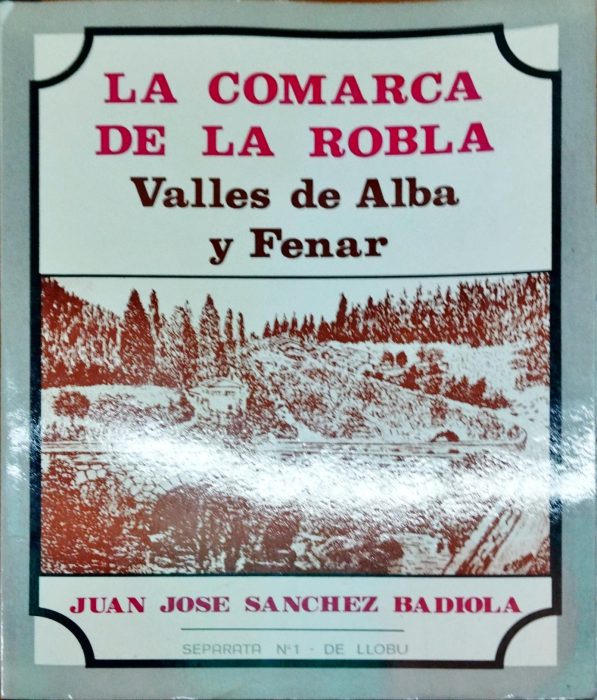 LA COMARCA
DE LA ROBLA
Valles de Alba
y Fenar
JUAN JOSE SANCHEZ BADIOLA
SEPARATA Nº1 - DE LLOBU